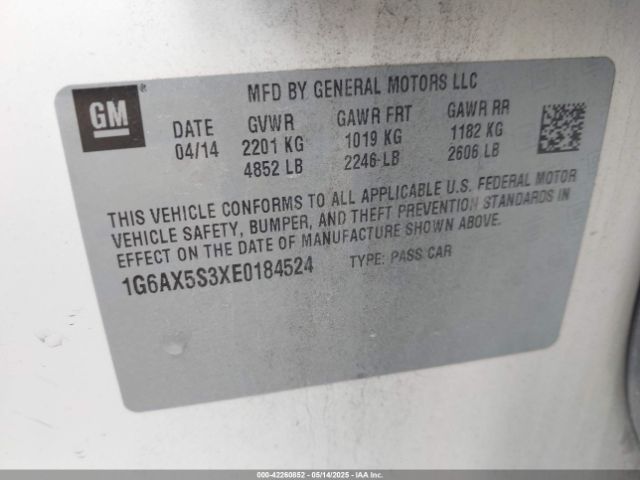 GM
MFD BY GENERAL MOTORS LLC
DATE GVWR GAWR FRT GAWR RR
04/14 2201 KG 1019 KG 1182 KG
4852 LB 2246 LB 2606 LB
THIS VEHICLE CONFORMS TO ALL APPLICABLE U.S. FEDERAL MOTOR
VEHICLE SAFETY, BUMPER, AND THEFT PREVENTION STANDARDS IN
EFFECT ON THE DATE OF MANUFACTURE SHOWN ABOVE.
1G6AX5S3XE0184524 TYPE: PASS CAR
000-42260852 05/14/2025 Copart